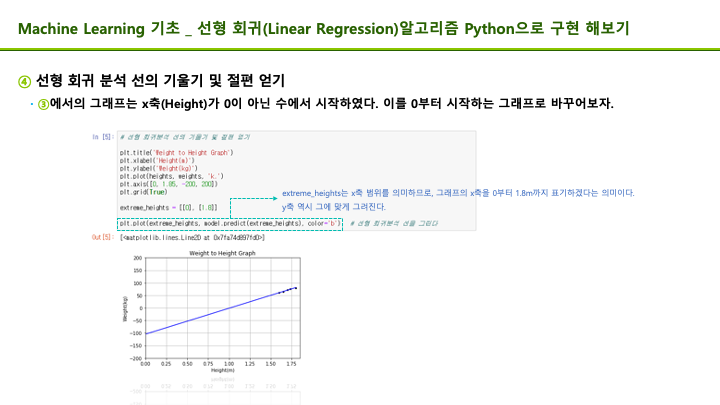 Machine Learning 기초 _ 선형 회귀(Linear Regression)알고리즘 Python으로 구현 해보기
④ 선형 회귀 분석 선의 기울기 및 절편 얻기
• ③에서의 그래프는 x축(Height)가 0이 아닌 수에서 시작하였다. 이를 0부터 시작하는 그래프로 바꾸어보자.
In [5]: # 선형 회귀분석 선의 기울기 및 절편 얻기
plt.title('Weight to Height Graph')
plt.xlabel('Height(m)')
plt.ylabel('Weight(kg)')
plt.plot(heights, weights, 'k.')
plt.axis([0, 1.85, -200, 200])
plt.grid(True)
extreme_heights는 x축 범위를 의미하므로, 그래프의 x축을 0부터 1.8m까지 표기하겠다는 의미이다.
y축 역시 그에 맞게 그려진다.
extreme_heights = [[0], [1.8]]
plt.plot(extreme_heights, model.predict(extreme_heights), color='b') # 선형 회귀분석 선을 그린다
Out[5]: [<matplotlib.lines.Line2D at 0x7fa74d897fd0>]
Weight to Height Graph
200
150
100
50
0
−50
−100
−150
−200
Weight(kg)
0.00 0.25 0.50 0.75 1.00 1.25 1.50 1.75
Height(m)